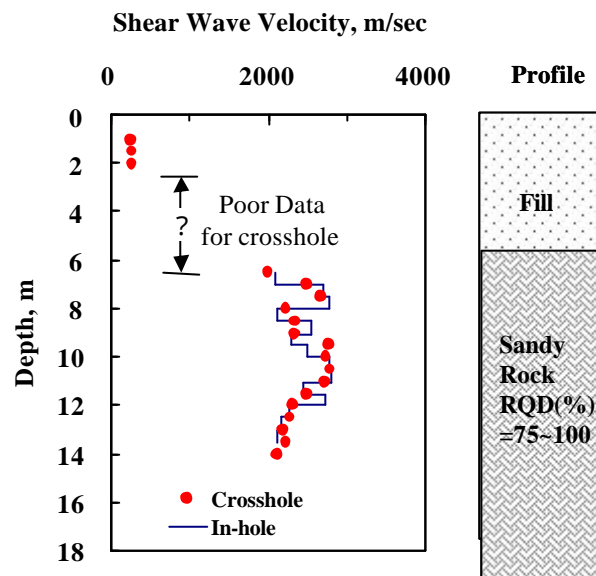 Shear Wave Velocity, m/sec
0 2000 4000
Profile
0
2
4
6
8
10
12
14
16
18
Depth, m
?
Poor Data
for crosshole
Crosshole
In-hole
Fill
Sandy
Rock
RQD(%)
=75~100